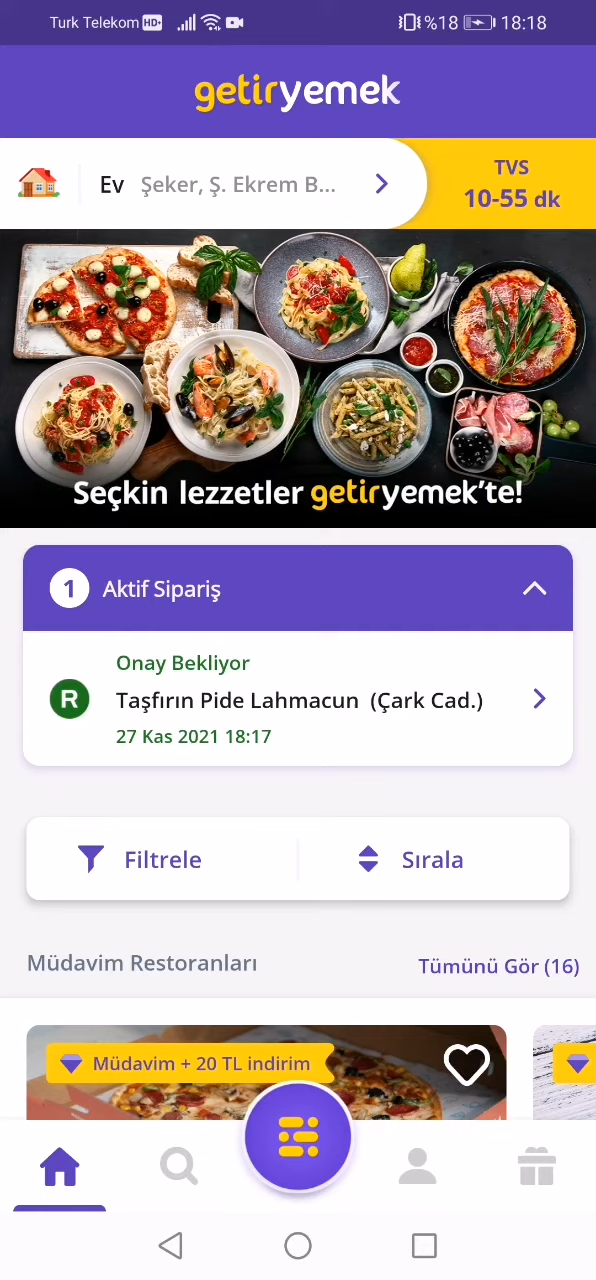 Turk Telekom HD+ %18 18:18
getiryemek
Ev Şeker, Ş. Ekrem B...
TVS
10-55 dk
Seçkin lezzetler getiryemek'te!
1 Aktif Sipariş
Onay Bekliyor
R Taşfırın Pide Lahmacun (Çark Cad.)
27 Kas 2021 18:17
Filtrele Sırala
Müdavim Restoranları Tümünü Gör (16)
Müdavim + 20 TL indirim